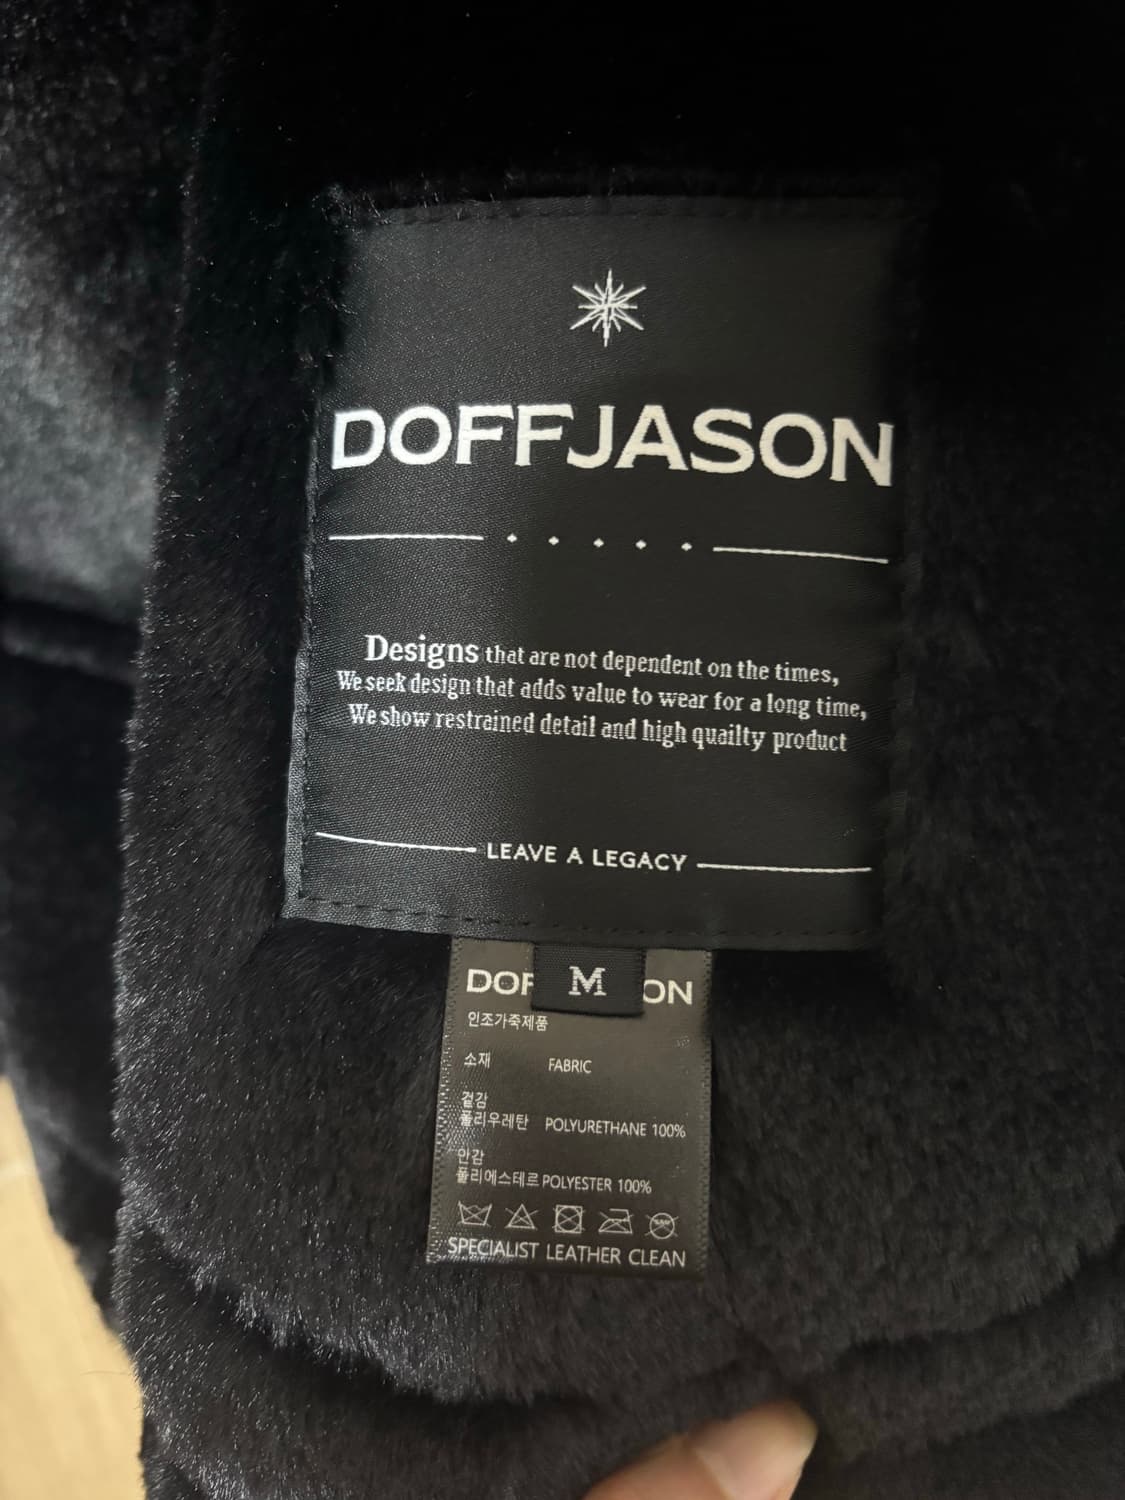 DOFFJASON
Designs that are not dependent on the times,
We seek design that adds value to wear for a long time,
We show restrained detail and high quailty product
LEAVE A LEGACY
M
인조가죽제품
소재 FABRIC
겉감
폴리우레탄 POLYURETHANE 100%
안감
폴리에스테르 POLYESTER 100%
SPECIALIST LEATHER CLEAN